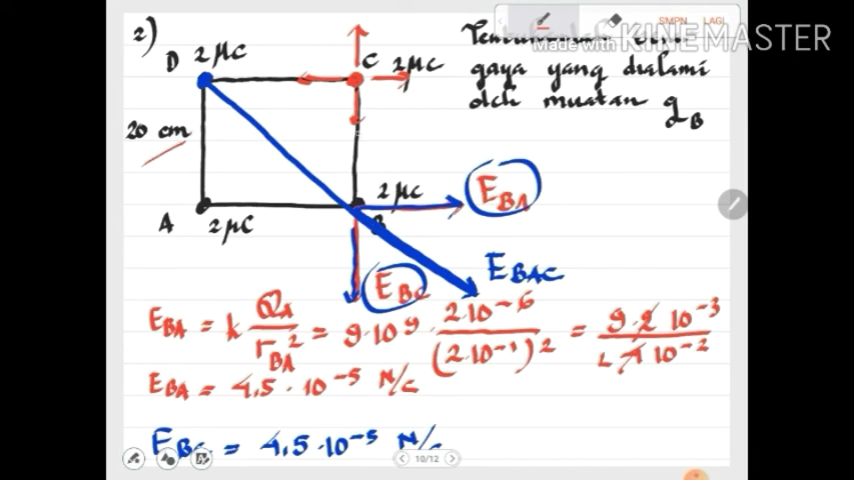 SMPN LAGI
Made with KINEMASTER
2)
D 2μC
C 2μC
gaya yang dialami
oleh muatan q_B
20 cm
2μC
E_BA
A 2μC
B
E_BC
E_BAC
E_BA = k Q_A / r_BA² = 9·10⁹ · 2·10⁻⁶ / (2·10⁻¹)² = 9·2 10⁻³ / 4 10⁻²
E_BA = 4,5 · 10⁻⁵ N/C
= 4,5·10⁻⁵ N/C
10/12